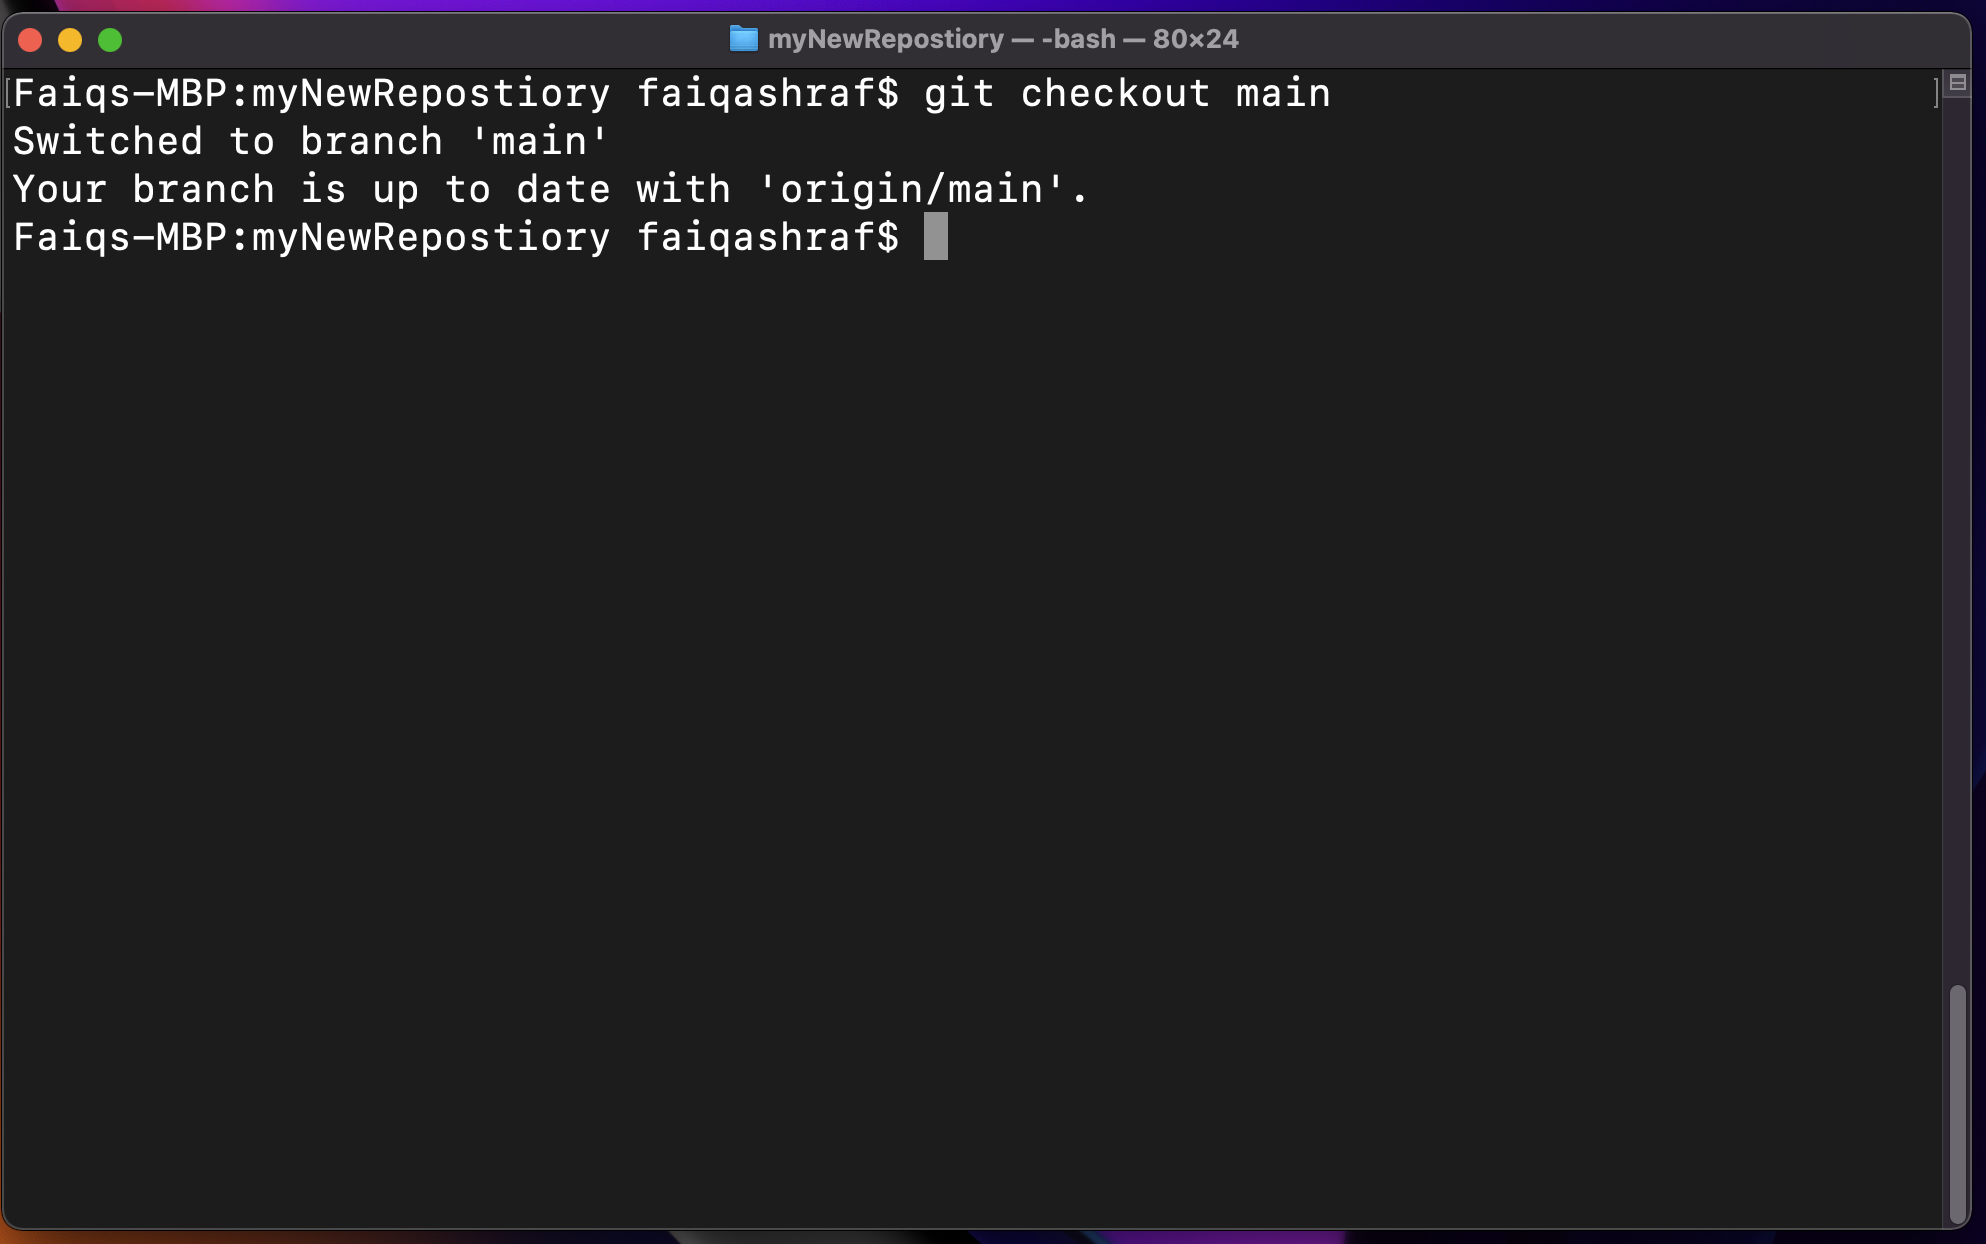 myNewRepostiory — -bash — 80×24
Faiqs-MBP:myNewRepostiory faiqashraf$ git checkout main
Switched to branch 'main'
Your branch is up to date with 'origin/main'.
Faiqs-MBP:myNewRepostiory faiqashraf$